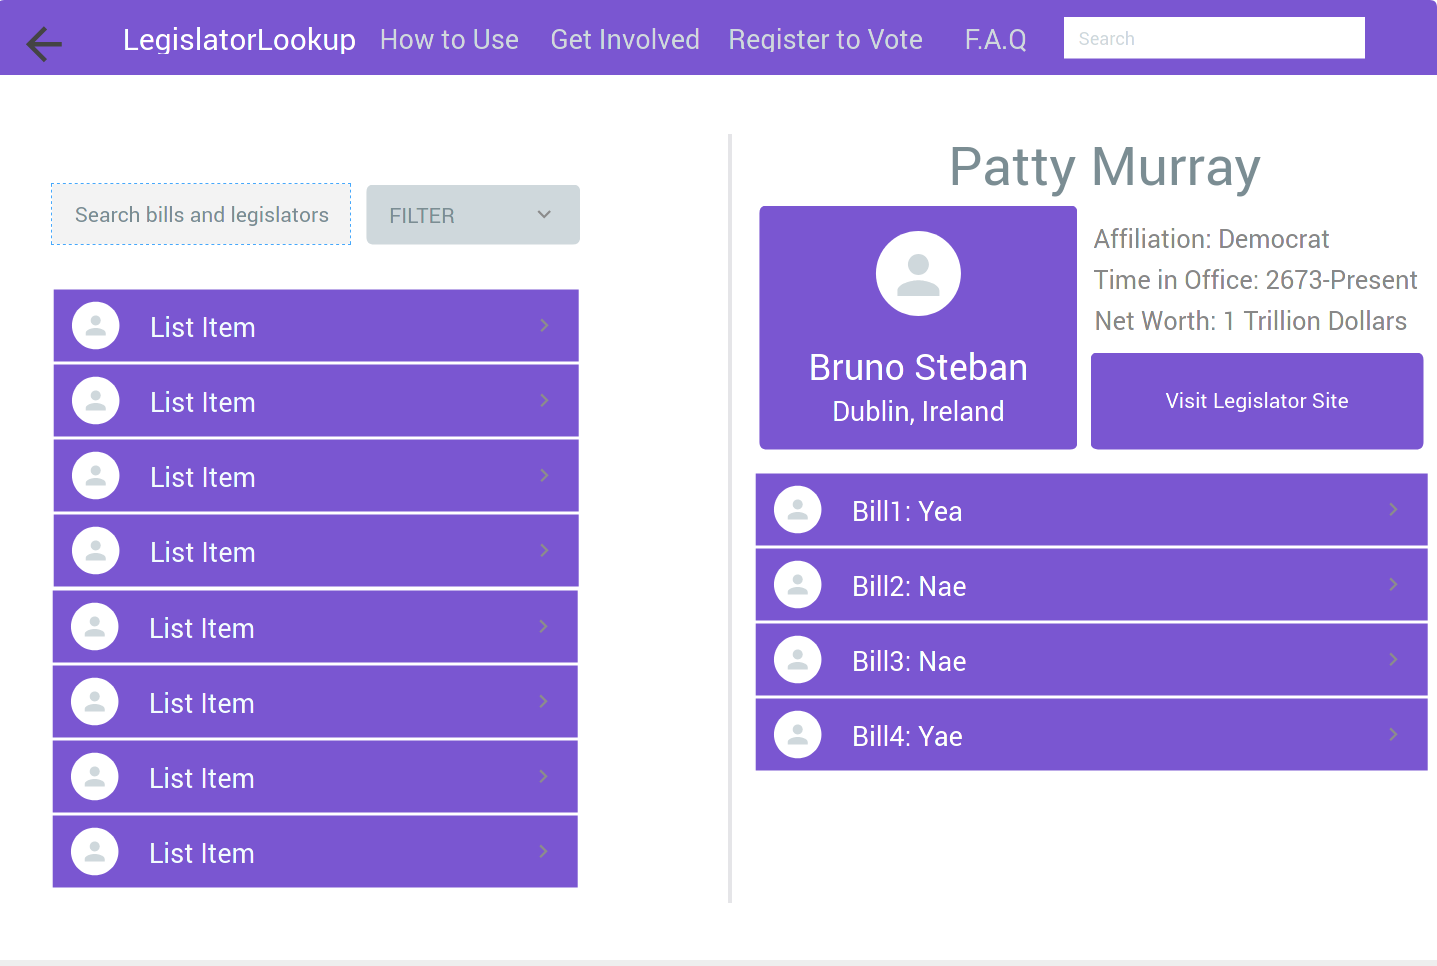 LegislatorLookup How to Use Get Involved Register to Vote F.A.Q Search
Search bills and legislators FILTER
List Item
List Item
List Item
List Item
List Item
List Item
List Item
List Item
Patty Murray
Bruno Steban
Dublin, Ireland
Affiliation: Democrat
Time in Office: 2673-Present
Net Worth: 1 Trillion Dollars
Visit Legislator Site
Bill1: Yea
Bill2: Nae
Bill3: Nae
Bill4: Yae